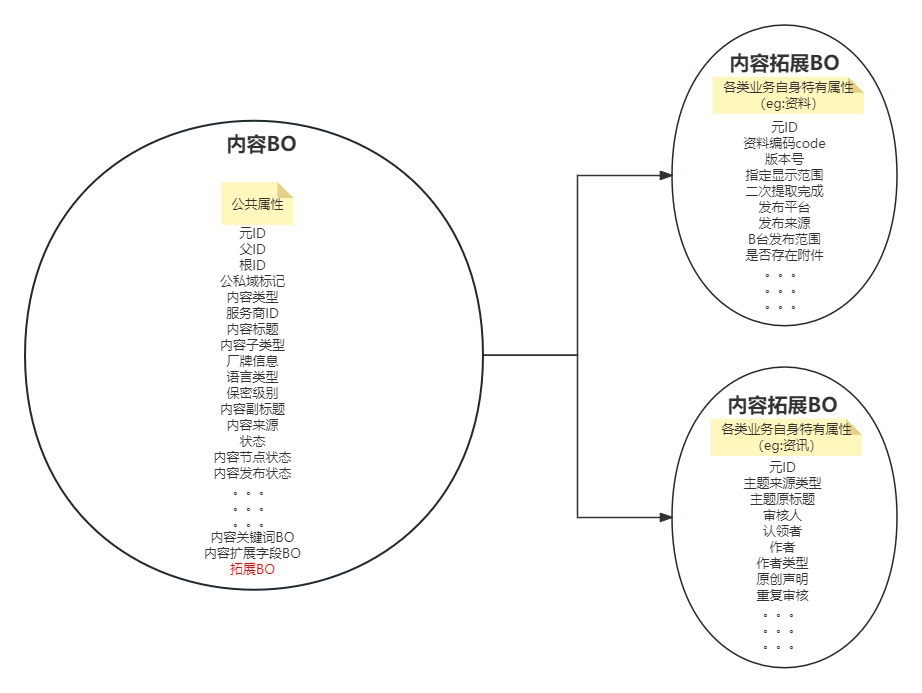 内容BO
公共属性
元ID
父ID
根ID
公私域标记
内容类型
服务商ID
内容标题
内容子类型
厂牌信息
语言类型
保密级别
内容副标题
内容来源
状态
内容节点状态
内容发布状态
。。。
。。。
。。。
内容关键词BO
内容扩展字段BO
拓展BO
内容拓展BO
各类业务自身特有属性
（eg:资料）
元ID
资料编码code
版本号
指定显示范围
二次提取完成
发布平台
发布来源
B台发布范围
是否存在附件
。。。
。。。
。。。
内容拓展BO
各类业务自身特有属性
（eg:资讯）
元ID
主题来源类型
主题原标题
审核人
认领者
作者
作者类型
原创声明
重复审核
。。。
。。。
。。。